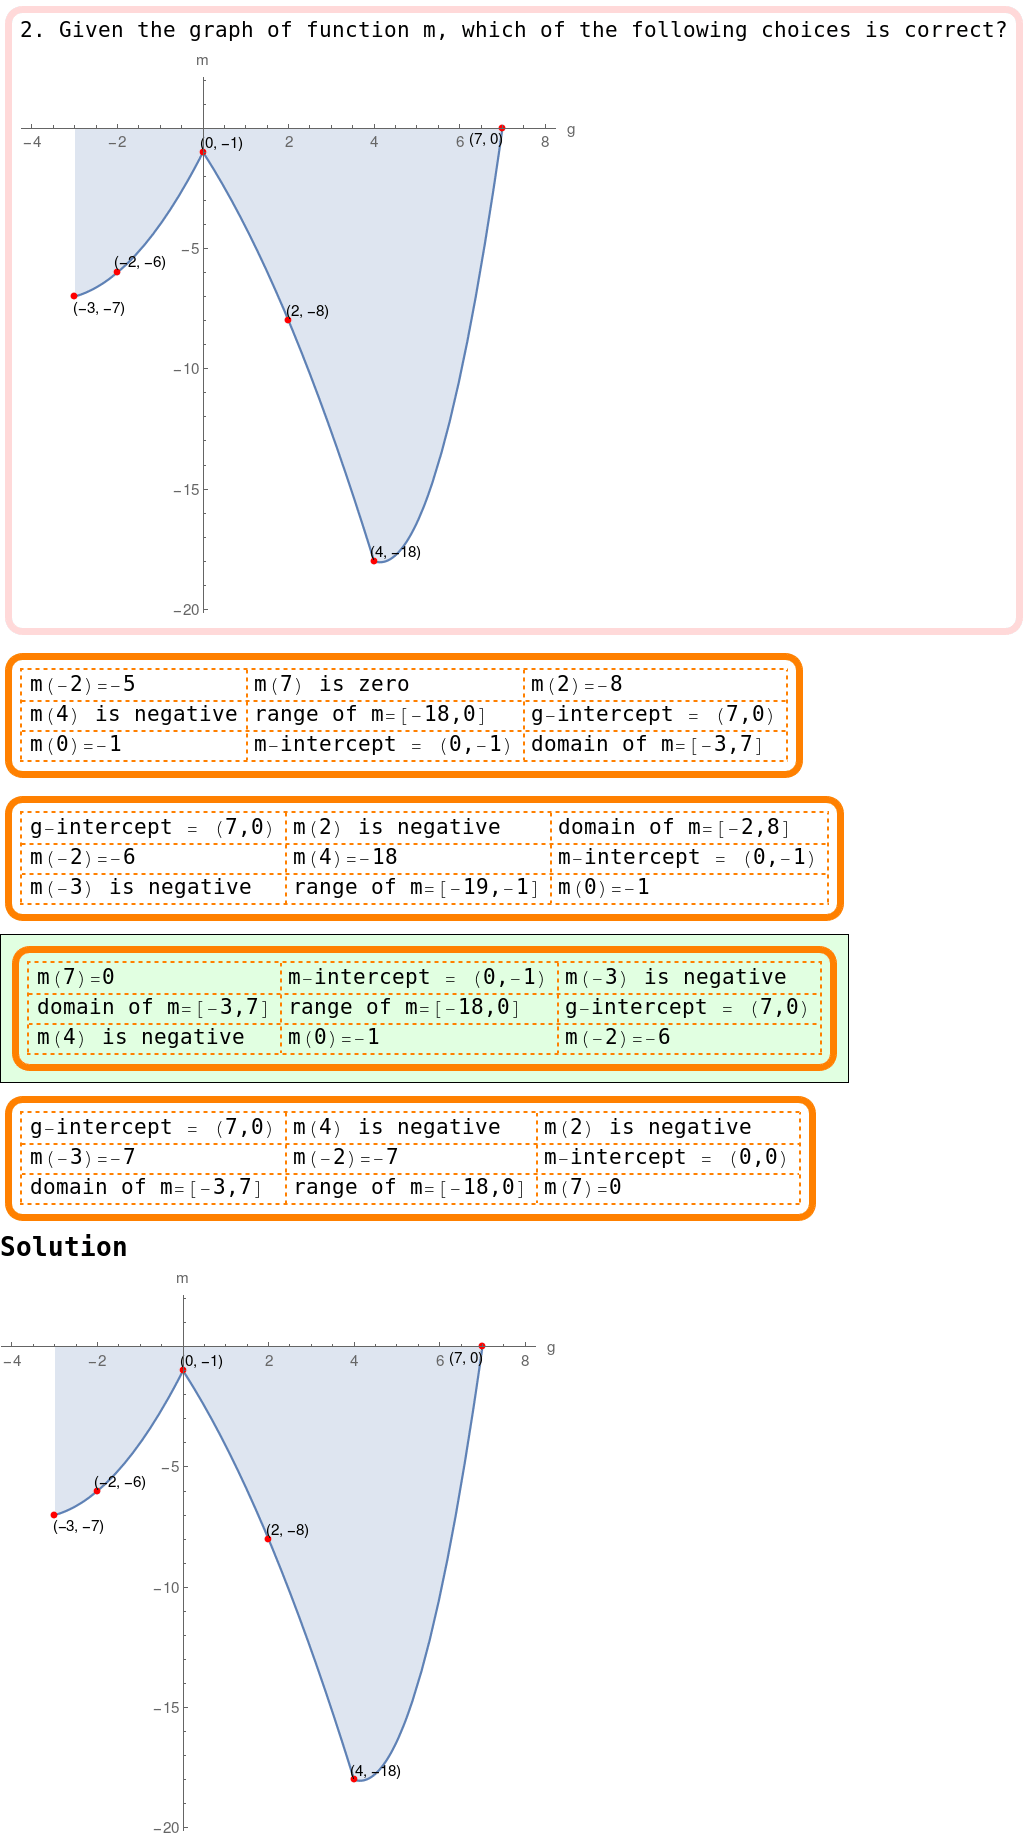 2. Given the graph of function m, which of the following choices is correct?
m
−4 −2 2 4 6 8 g
(0, −1) (7, 0)
−5
(−2, −6)
(−3, −7)
(2, −8)
−10
−15
(4, −18)
−20
m(-2)=-5 m(7) is zero m(2)=-8
m(4) is negative range of m=[-18,0] g-intercept = (7,0)
m(0)=-1 m-intercept = (0,-1) domain of m=[-3,7]
g-intercept = (7,0) m(2) is negative domain of m=[-2,8]
m(-2)=-6 m(4)=-18 m-intercept = (0,-1)
m(-3) is negative range of m=[-19,-1] m(0)=-1
m(7)=0 m-intercept = (0,-1) m(-3) is negative
domain of m=[-3,7] range of m=[-18,0] g-intercept = (7,0)
m(4) is negative m(0)=-1 m(-2)=-6
g-intercept = (7,0) m(4) is negative m(2) is negative
m(-3)=-7 m(-2)=-7 m-intercept = (0,0)
domain of m=[-3,7] range of m=[-18,0] m(7)=0
Solution
m
−4 −2 2 4 6 8 g
(0, −1) (7, 0)
−5
(−2, −6)
(−3, −7)
(2, −8)
−10
−15
(4, −18)
−20